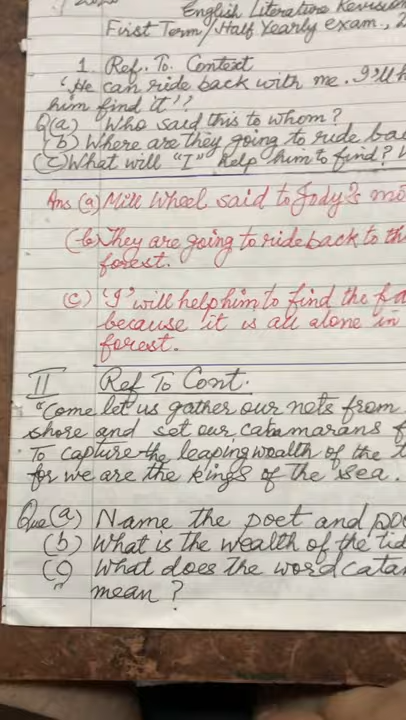 English Literature Revision
First Term/Half Yearly exam., 2
1. Ref. To. Context
'He can ride back with me. I'll h
him find it'?
Q(a) Who said this to whom?
(b) Where are they going to ride ba
(c) What will "I" help him to find? W
Ans (a) Mill Wheel said to Jody's mo
(b) They are going to ride back to th
forest.
(c) 'I' will help him to find the fa
because it is all alone in
forest.
II Ref To Cont.
"Come let us gather our nets from
shore and set our catamarans f
To capture the leaping wealth of the t
for we are the kings of the sea.
Que (a) Name the poet and poe
(b) What is the wealth of the tid
(c) What does the word catam
" mean?